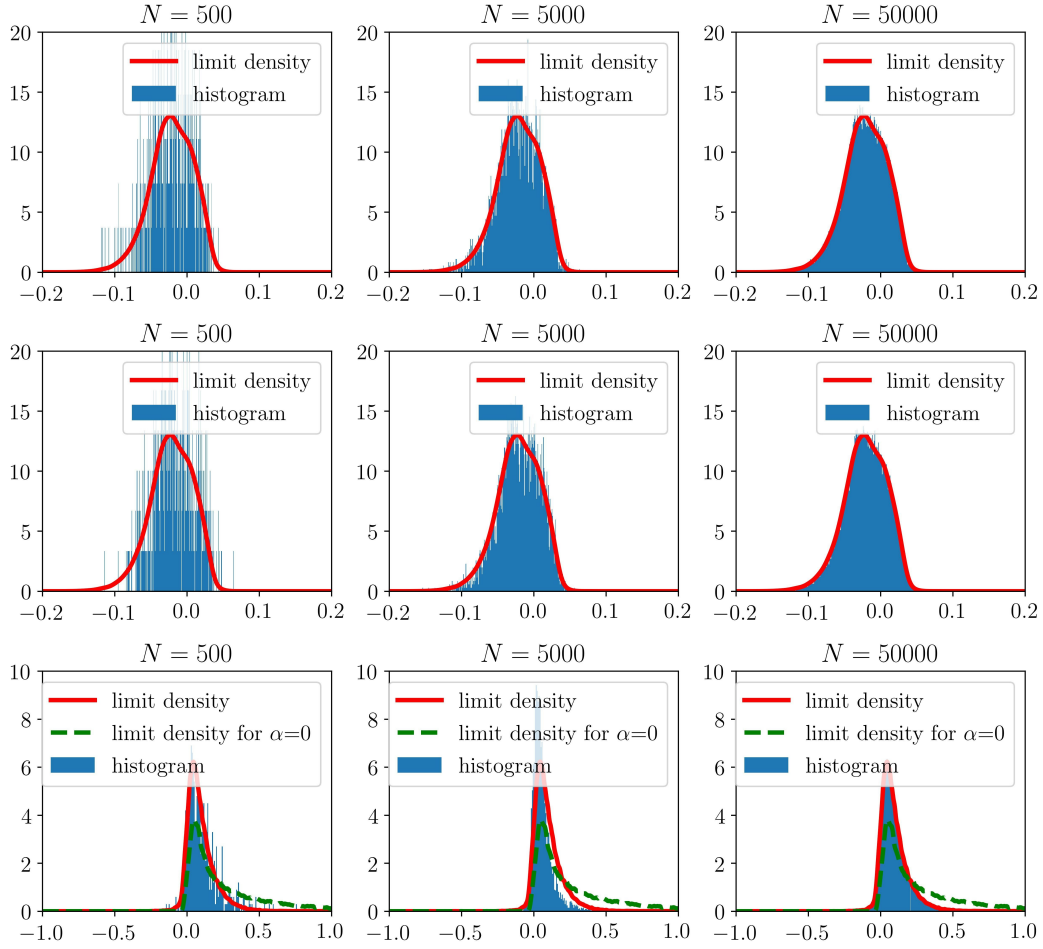 N = 500 N = 5000 N = 50000
20 20 20
limit density limit density limit density
15 15 15
histogram histogram histogram
10 10 10
5 5 5
0 0 0
−0.2 −0.1 0.0 0.1 0.2 −0.2 −0.1 0.0 0.1 0.2 −0.2 −0.1 0.0 0.1 0.2
N = 500 N = 5000 N = 50000
20 20 20
limit density limit density limit density
15 15 15
histogram histogram histogram
10 10 10
5 5 5
0 0 0
−0.2 −0.1 0.0 0.1 0.2 −0.2 −0.1 0.0 0.1 0.2 −0.2 −0.1 0.0 0.1 0.2
N = 500 N = 5000 N = 50000
10 10 10
limit density limit density limit density
8 8 8
limit density for α=0 limit density for α=0 limit density for α=0
6 histogram 6 histogram 6 histogram
4 4 4
2 2 2
0 0 0
−1.0 −0.5 0.0 0.5 1.0 −1.0 −0.5 0.0 0.5 1.0 −1.0 −0.5 0.0 0.5 1.0